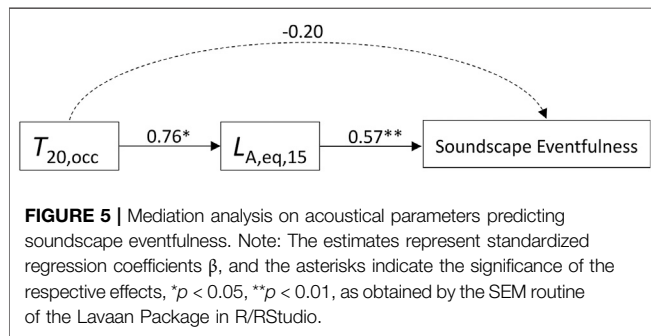 -0.20
0.76*
0.57**
T20,occ
LA,eq,15
Soundscape Eventfulness
FIGURE 5 | Mediation analysis on acoustical parameters predicting
soundscape eventfulness. Note: The estimates represent standardized
regression coefficients β, and the asterisks indicate the significance of the
respective effects, *p < 0.05, **p < 0.01, as obtained by the SEM routine
of the Lavaan Package in R/RStudio.